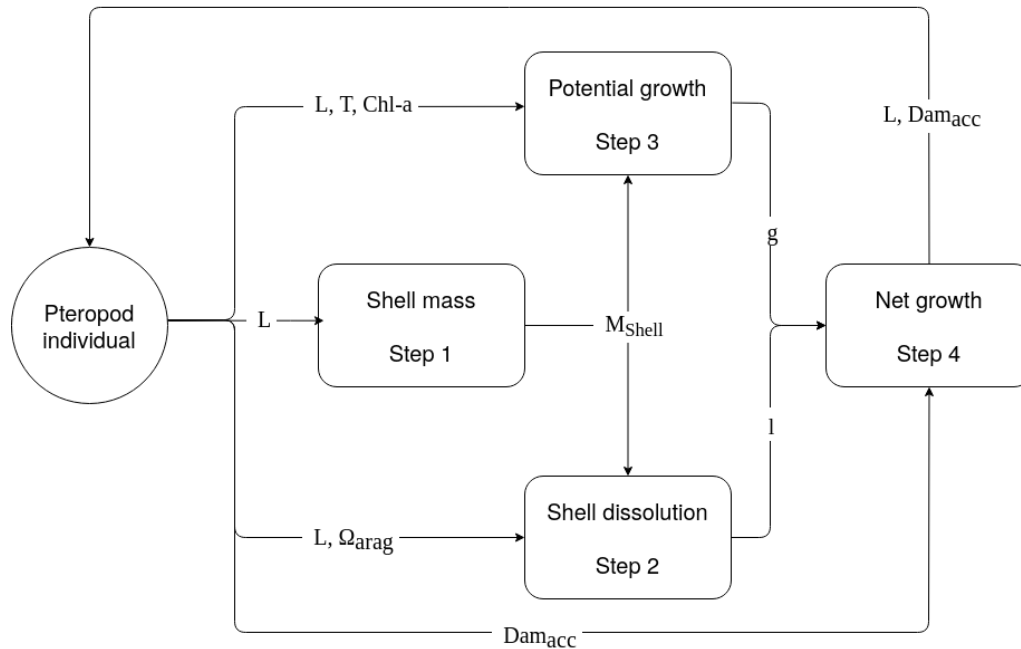 L, T, Chl-a
Potential growth
Step 3
L, Dam_acc
g
Pteropod
individual
L
Shell mass
Step 1
M_Shell
Net growth
Step 4
l
L, Ω_arag
Shell dissolution
Step 2
Dam_acc